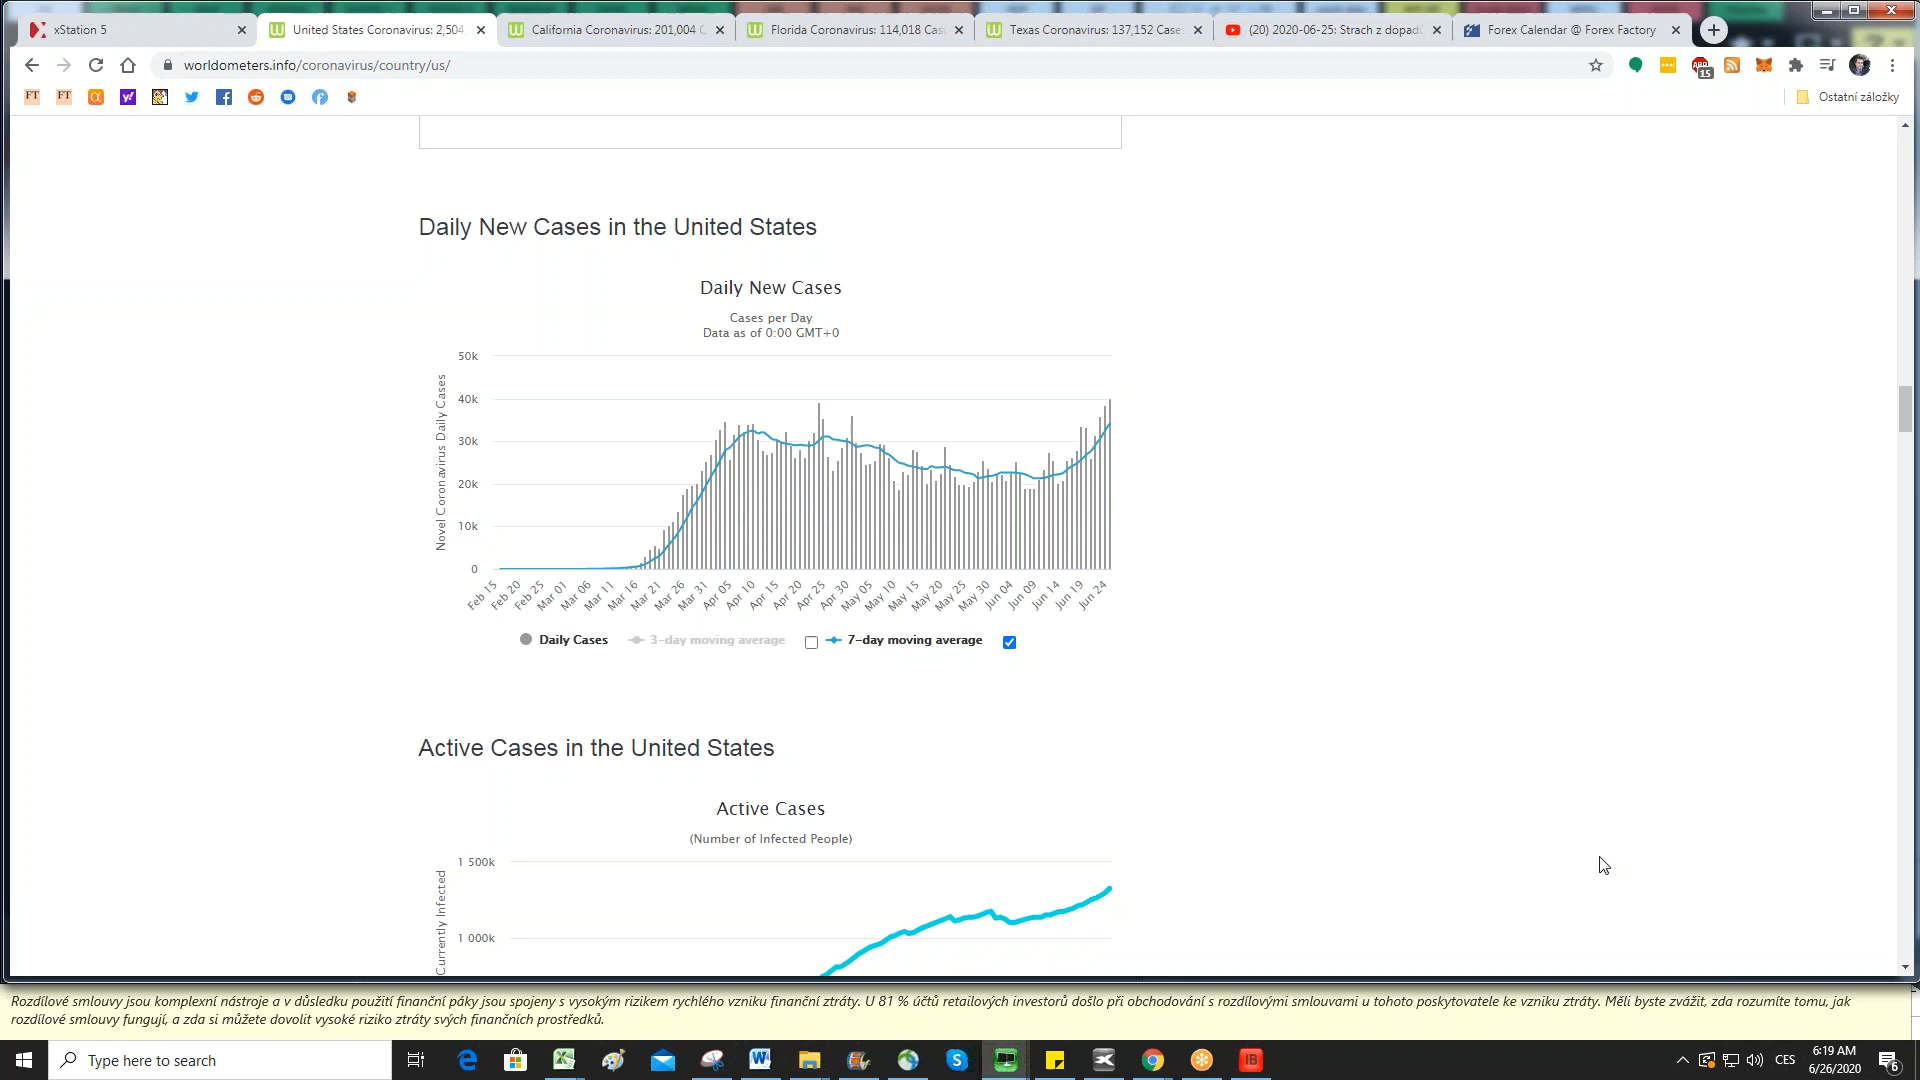 xStation 5
United States Coronavirus: 2,504
California Coronavirus: 201,004 C
Florida Coronavirus: 114,018 Cas
Texas Coronavirus: 137,152 Cases
(20) 2020-06-25: Strach z dopadů
Forex Calendar @ Forex Factory
worldometers.info/coronavirus/country/us/
15
FT
FT
Ostatní záložky
Daily New Cases in the United States
Daily New Cases
Cases per Day
Data as of 0:00 GMT+0
Novel Coronavirus Daily Cases
50k
40k
30k
20k
10k
0
Feb 15
Feb 20
Feb 25
Mar 01
Mar 06
Mar 11
Mar 16
Mar 21
Mar 26
Mar 31
Apr 05
Apr 10
Apr 15
Apr 20
Apr 25
Apr 30
May 05
May 10
May 15
May 20
May 25
May 30
Jun 04
Jun 09
Jun 14
Jun 19
Jun 24
Daily Cases
3-day moving average
7-day moving average
Active Cases in the United States
Active Cases
(Number of Infected People)
Currently Infected
1 500k
1 000k
Rozdílové smlouvy jsou komplexní nástroje a v důsledku použití finanční páky jsou spojeny s vysokým rizikem rychlého vzniku finanční ztráty. U 81 % účtů retailových investorů došlo při obchodování s rozdílovými smlouvami u tohoto poskytovatele ke vzniku ztráty. Měli byste zvážit, zda rozumíte tomu, jak
rozdílové smlouvy fungují, a zda si můžete dovolit vysoké riziko ztráty svých finančních prostředků.
Type here to search
IB
CES
6:19 AM
6/26/2020
6